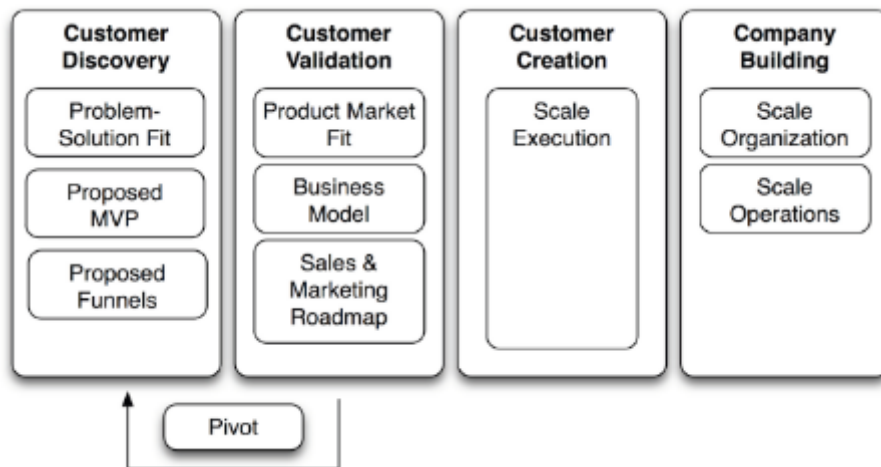 Customer
Discovery
Problem-
Solution Fit
Proposed
MVP
Proposed
Funnels
Customer
Validation
Product Market
Fit
Business
Model
Sales &
Marketing
Roadmap
Customer
Creation
Scale
Execution
Company
Building
Scale
Organization
Scale
Operations
Pivot